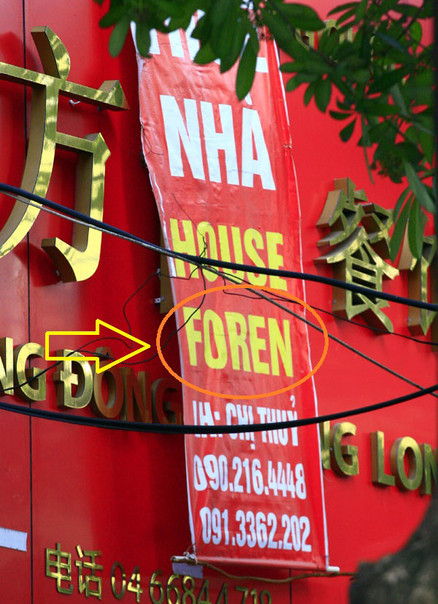 方
餐
NHÀ
HOUSE
FOREN
NG ĐÔNG
NG LON
LH: CHỊ THUỶ
090.216.4448
091.3362.202
电话 04